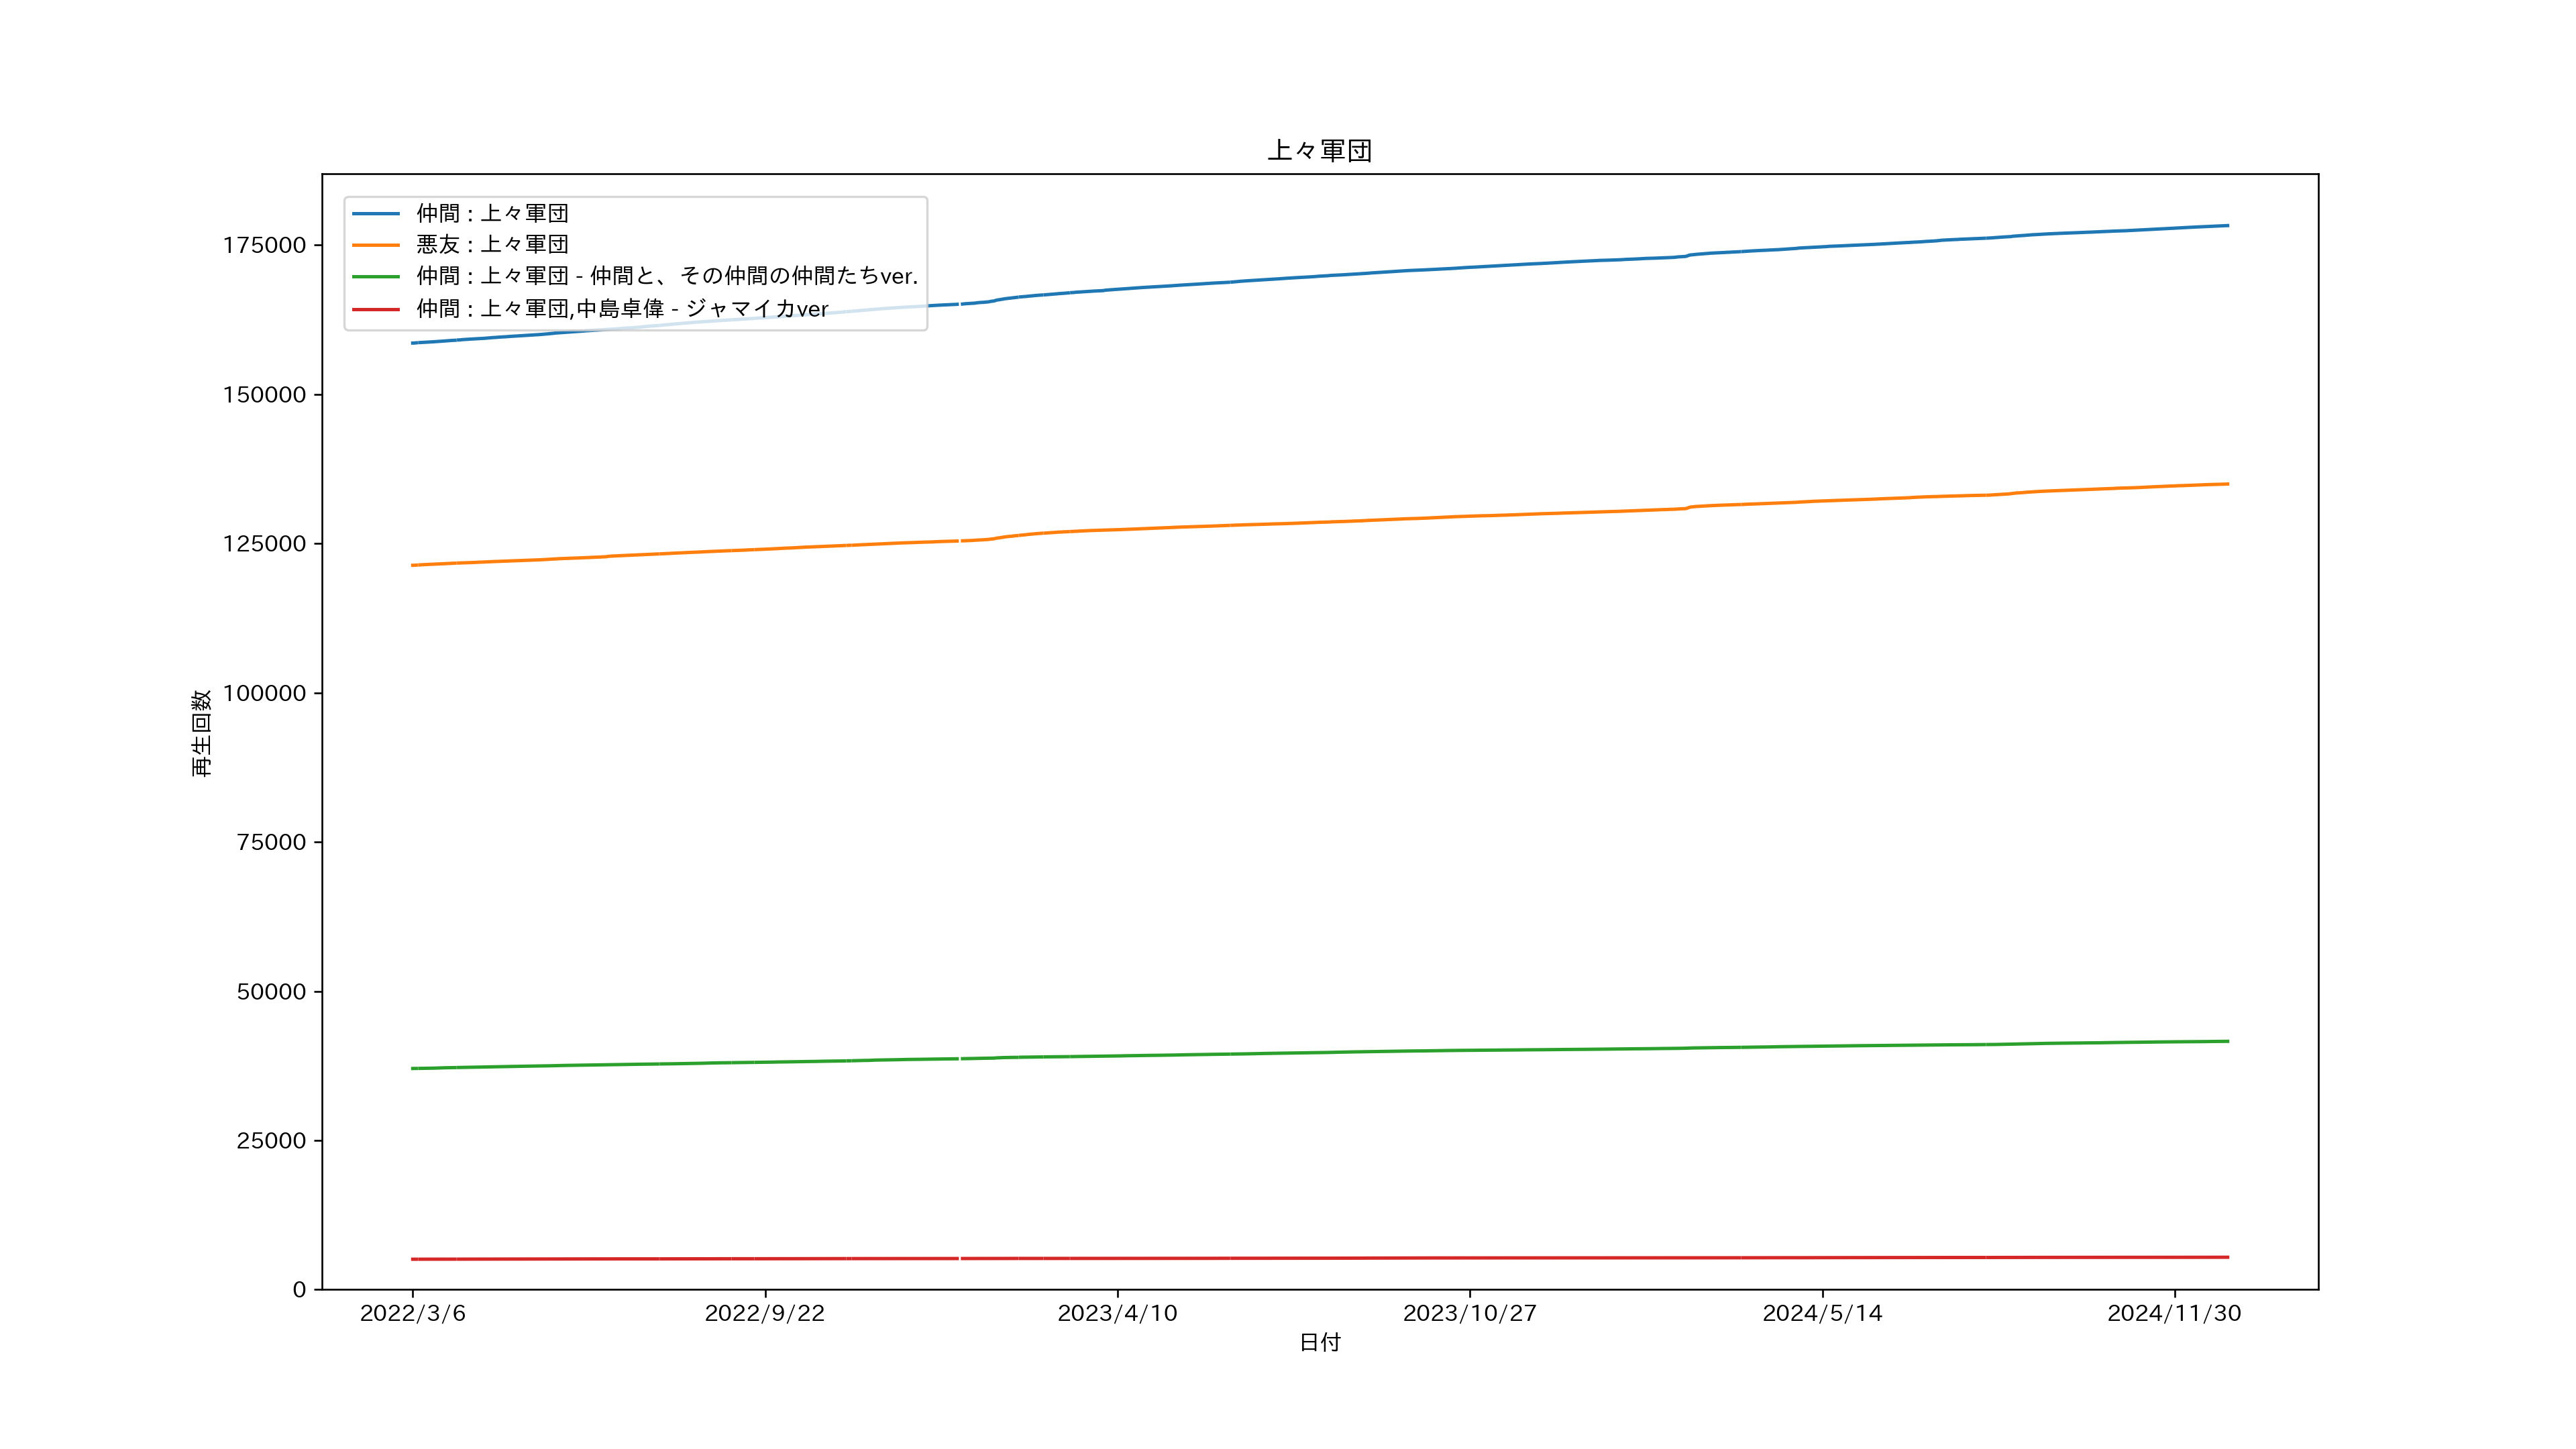 上々軍団
仲間 : 上々軍団
悪友 : 上々軍団
仲間 : 上々軍団 - 仲間と、その仲間の仲間たちver.
仲間 : 上々軍団,中島卓偉 - ジャマイカver
175000
150000
125000
100000
75000
50000
25000
0
再生回数
2022/3/6 2022/9/22 2023/4/10 2023/10/27 2024/5/14 2024/11/30
日付